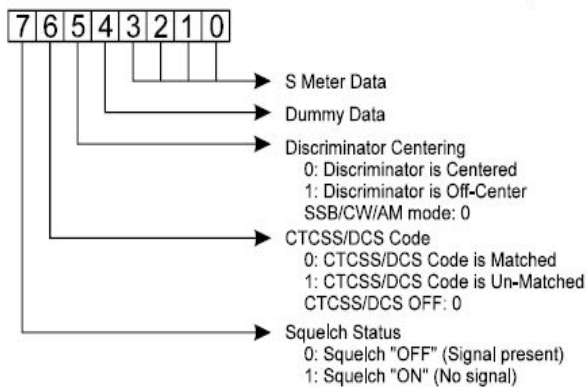 7 6 5 4 3 2 1 0
S Meter Data
Dummy Data
Discriminator Centering
0: Discriminator is Centered
1: Discriminator is Off-Center
SSB/CW/AM mode: 0
CTCSS/DCS Code
0: CTCSS/DCS Code is Matched
1: CTCSS/DCS Code is Un-Matched
CTCSS/DCS OFF: 0
Squelch Status
0: Squelch "OFF" (Signal present)
1: Squelch "ON" (No signal)